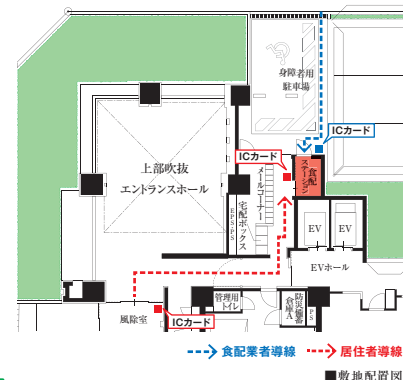 身障者用
駐車場
ICカード
ICカード
食配
ステーション
上部吹抜
エントランスホール
メールコーナー
宅配ボックス
EPS・PS
EV
EV
EVホール
管理用
トイレ
防災備蓄
倉庫A
PS
風除室
ICカード
食配業者導線
居住者導線
■敷地配置図